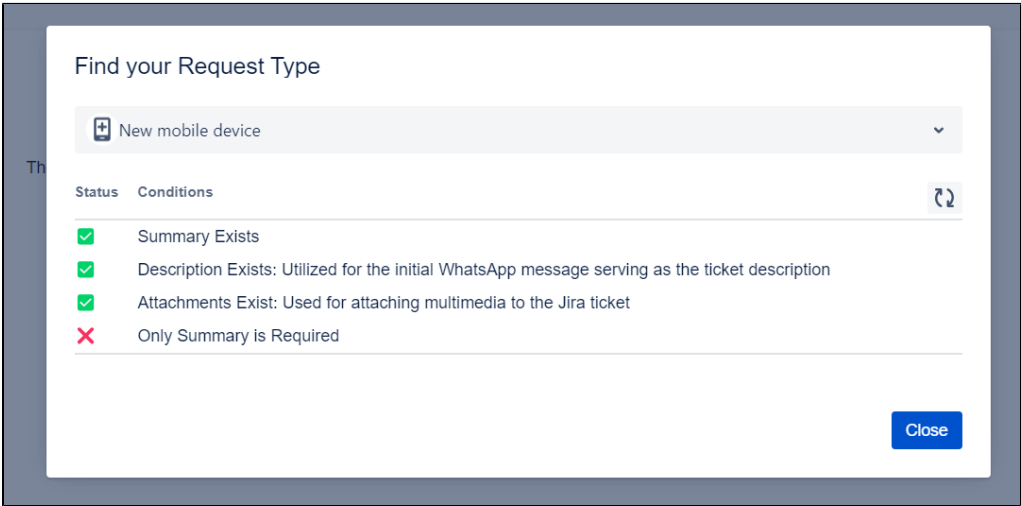 Find your Request Type
New mobile device
Th
Status Conditions
Summary Exists
Description Exists: Utilized for the initial WhatsApp message serving as the ticket description
Attachments Exist: Used for attaching multimedia to the Jira ticket
Only Summary is Required
Close